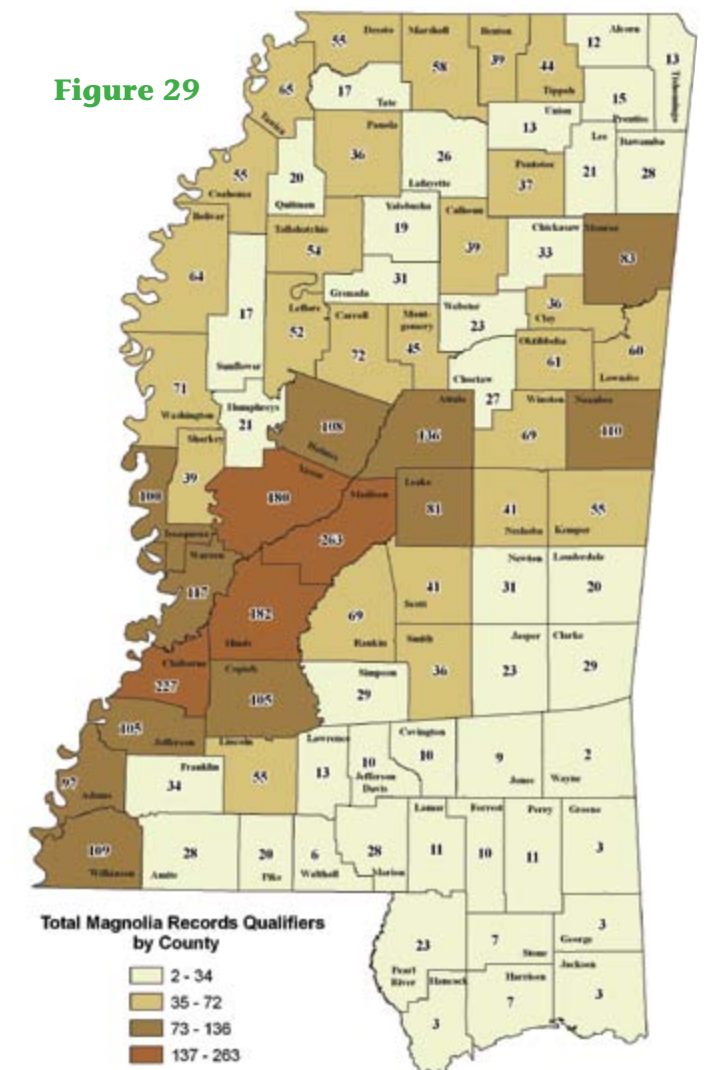 Figure 29
55 Desoto
Marshall 58
Benton 39
44 Tippah
12 Alcorn
13 Tishomingo
65 Tunica
17 Tate
15 Prentiss
Union 13
Panola 36
26 Lafayette
Pontotoc 37
Lee 21
Itawamba 28
55 Coahoma
20 Quitman
Yalobusha 19
Calhoun 39
Chickasaw 33
Monroe 83
Bolivar 64
Tallahatchie 54
31 Grenada
17 Sunflower
Leflore 52
Carroll 72
Mont-
gomery
45
Webster 23
36 Clay
Oktibbeha 61
60 Lowndes
71 Washington
Humphreys 21
108 Holmes
Attala 136
Choctaw 27
Winston 69
Noxubee 110
Sharkey 39
100 Issaquena
Yazoo 180
Madison 263
Leake 81
41 Neshoba
55 Kemper
Warren 117
182 Hinds
69 Rankin
41 Scott
Newton 31
Lauderdale 20
Claiborne 227
Copiah 105
Simpson 29
Smith 36
Jasper 23
Clarke 29
105 Jefferson
Lincoln 55
Lawrence 13
10 Jefferson
Davis
Covington 10
9 Jones
2 Wayne
97 Adams
Franklin 34
109 Wilkinson
28 Amite
20 Pike
6 Walthall
28 Marion
Lamar 11
Forrest 10
Perry 11
Greene 3
23 Pearl
River
7 Stone
3 George
Hancock 3
Harrison 7
Jackson 3
Total Magnolia Records Qualifiers
by County
2 - 34
35 - 72
73 - 136
137 - 263